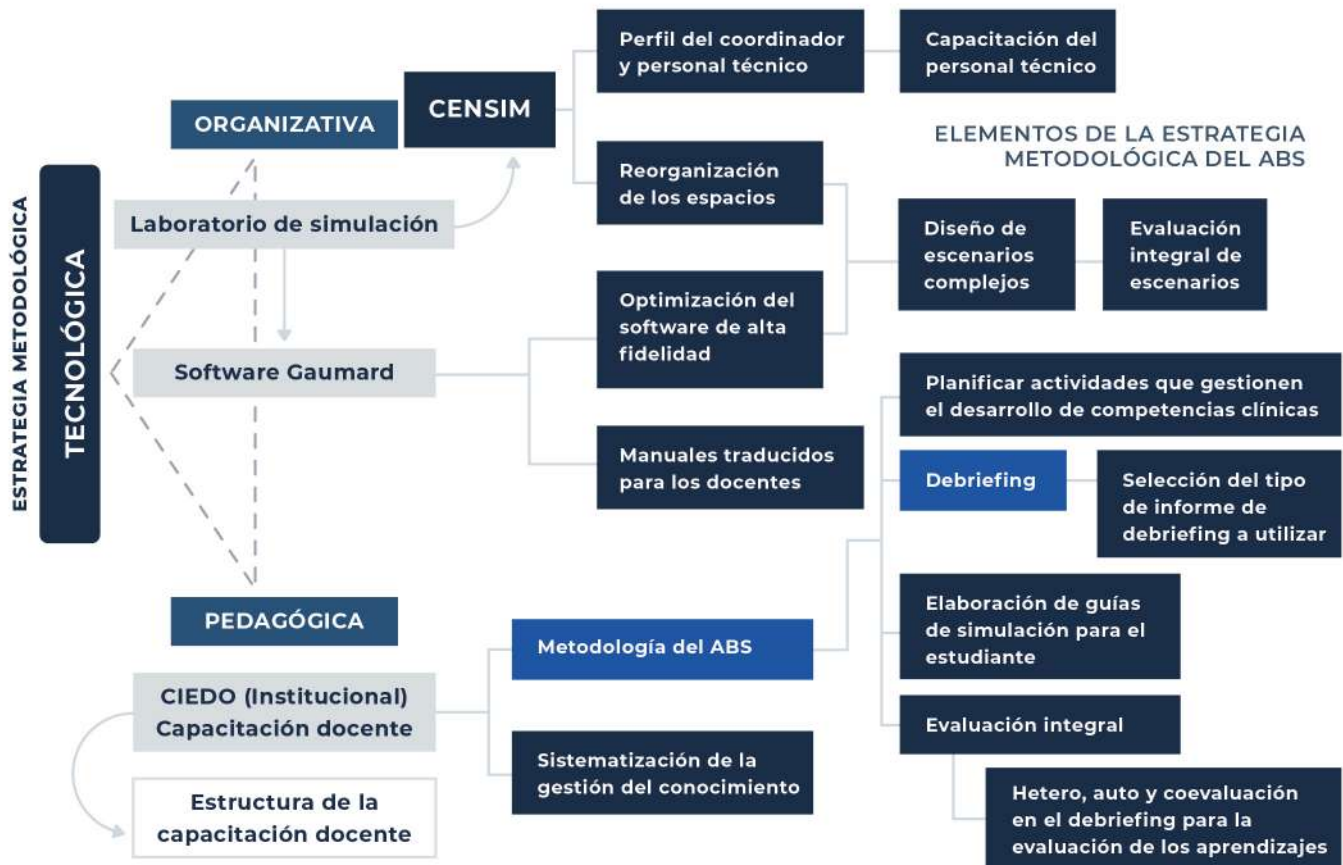 ESTRATEGIA METODOLÓGICA
TECNOLÓGICA
ORGANIZATIVA
CENSIM
Laboratorio de simulación
Software Gaumard
PEDAGÓGICA
CIEDO (Institucional)
Capacitación docente
Estructura de la
capacitación docente
Perfil del coordinador
y personal técnico
Capacitación del
personal técnico
ELEMENTOS DE LA ESTRATEGIA
METODOLÓGICA DEL ABS
Reorganización
de los espacios
Optimización del
software de alta
fidelidad
Diseño de
escenarios
complejos
Evaluación
integral de
escenarios
Manuales traducidos
para los docentes
Metodología del ABS
Sistematización de la
gestión del conocimiento
Planificar actividades que gestionen
el desarrollo de competencias clínicas
Debriefing
Selección del tipo
de informe de
debriefing a utilizar
Elaboración de guías
de simulación para el
estudiante
Evaluación integral
Hetero, auto y coevaluación
en el debriefing para la
evaluación de los aprendizajes